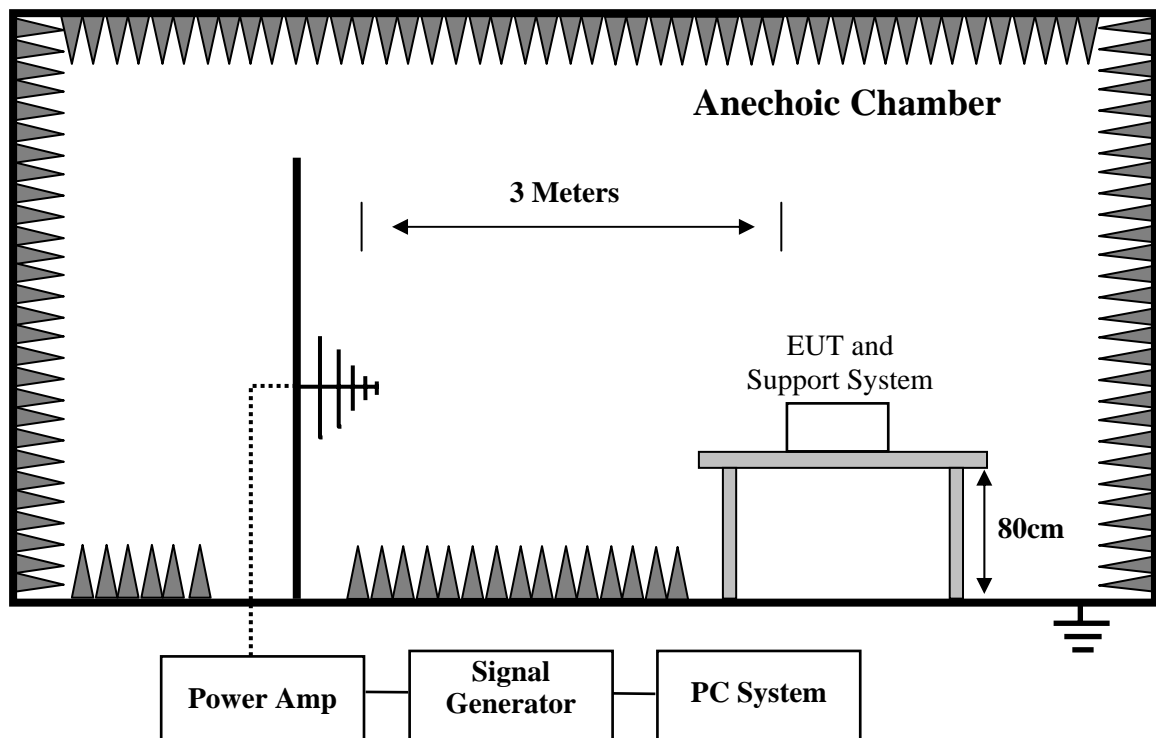 Anechoic Chamber
3 Meters
EUT and
Support System
80cm
Power Amp
Signal
Generator
PC System